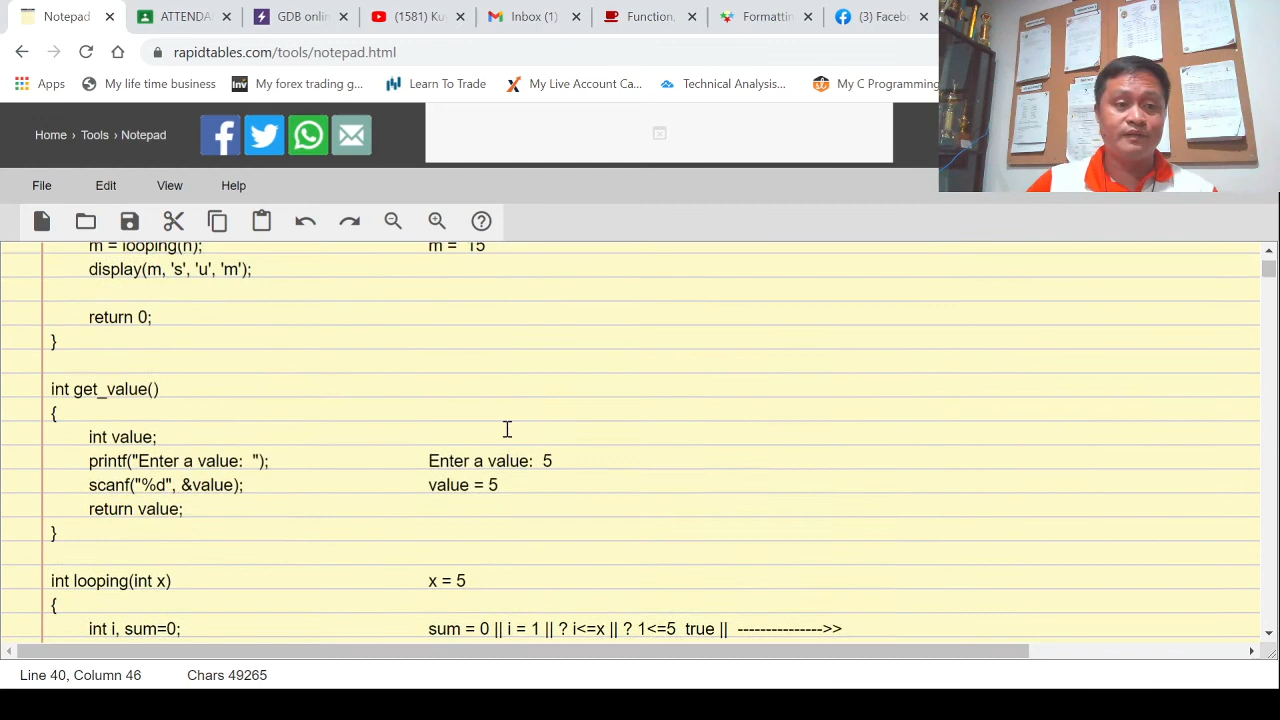 Notepad
ATTENDA
GDB onlin
(1581) Ku
Inbox (1)
Function,
Formattin
(3) Faceb
rapidtables.com/tools/notepad.html
Apps
My life time business
My forex trading g...
Learn To Trade
My Live Account Ca...
Technical Analysis...
My C Programming
Home › Tools › Notepad
File Edit View Help
m = looping(n); m = 15
display(m, 's', 'u', 'm');
return 0;
}
int get_value()
{
int value;
printf("Enter a value: "); Enter a value: 5
scanf("%d", &value); value = 5
return value;
}
int looping(int x) x = 5
{
int i, sum=0; sum = 0 || i = 1 || ? i<=x || ? 1<=5 true || --------------->>
Line 40, Column 46 Chars 49265